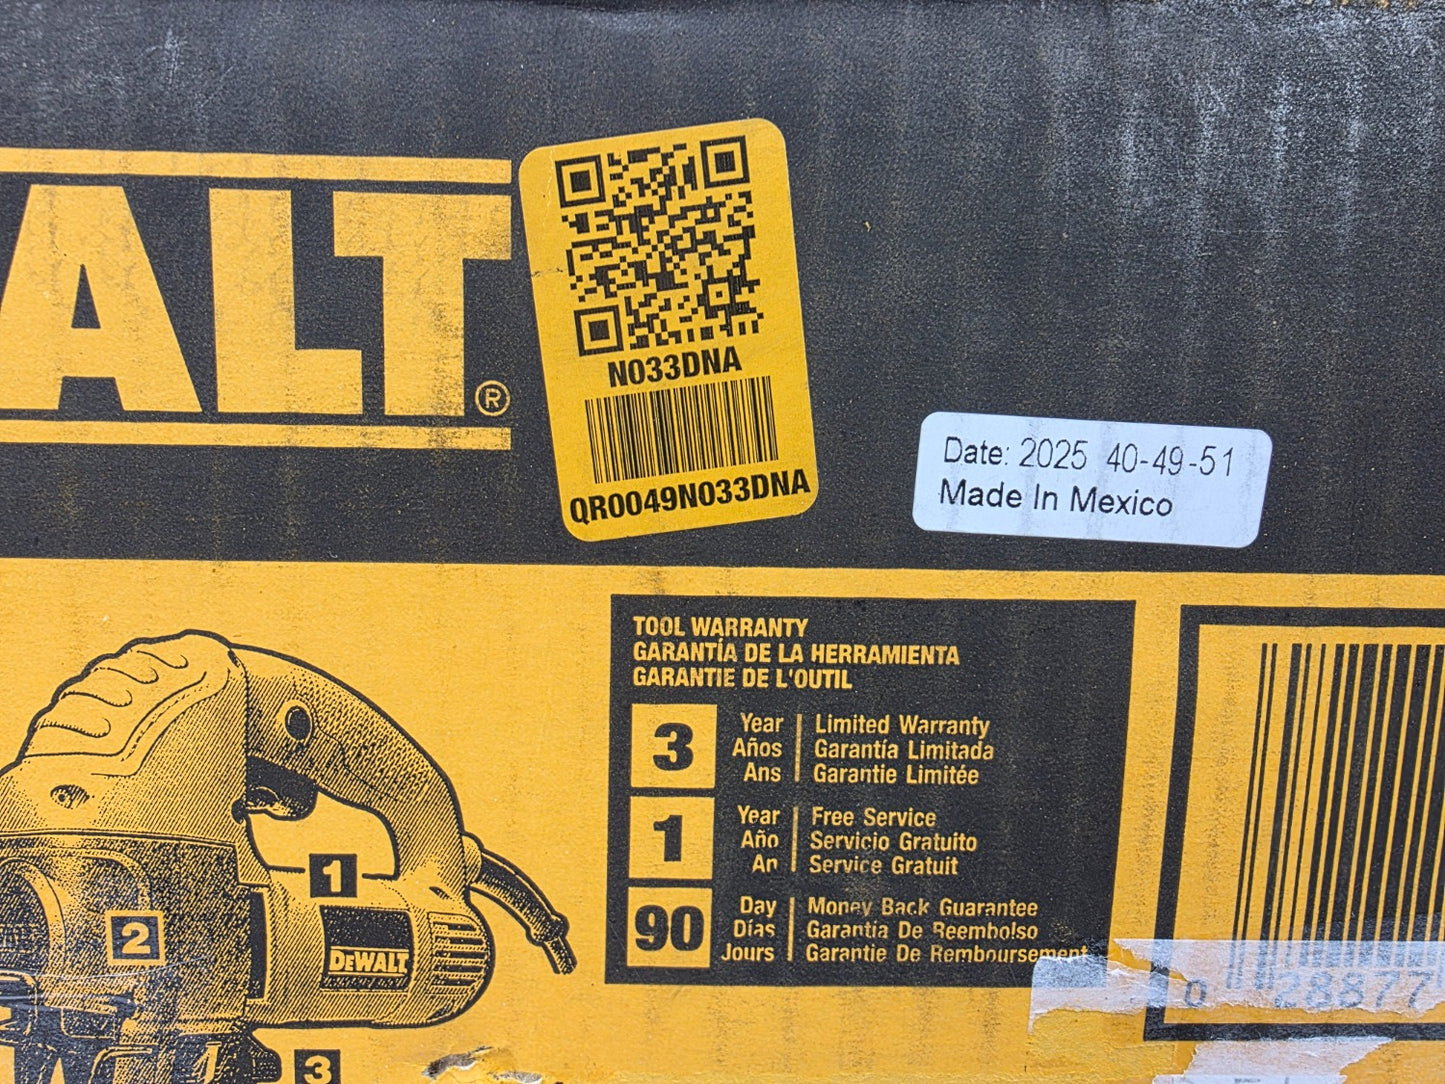 ALT®
N033DNA
QR0049N033DNA
Date: 2025 40-49-51
Made In Mexico
TOOL WARRANTY
GARANTÍA DE LA HERRAMIENTA
GARANTIE DE L'OUTIL
3
Year Limited Warranty
Años Garantía Limitada
Ans Garantie Limitée
1
Year Free Service
Año Servicio Gratuito
An Service Gratuit
90
Day Money Back Guarantee
Días Garantía De Reembolso
Jours Garantie De Remboursement
1
2
DEWALT
3
0 28877